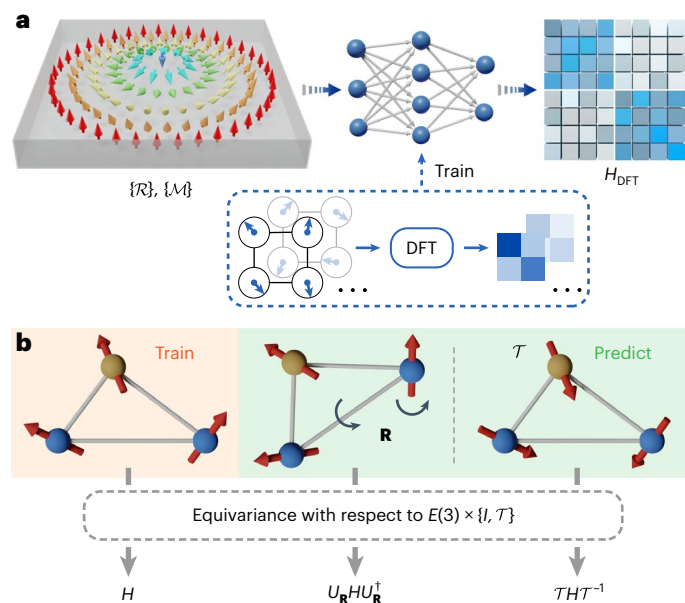 a
{ℛ}, {ℳ}
H_DFT
Train
DFT
• • •
• • •
b
Train
R
𝒯
Predict
Equivariance with respect to E(3) × {I, 𝒯}
H
U_R H U_R^†
𝒯H𝒯^−1